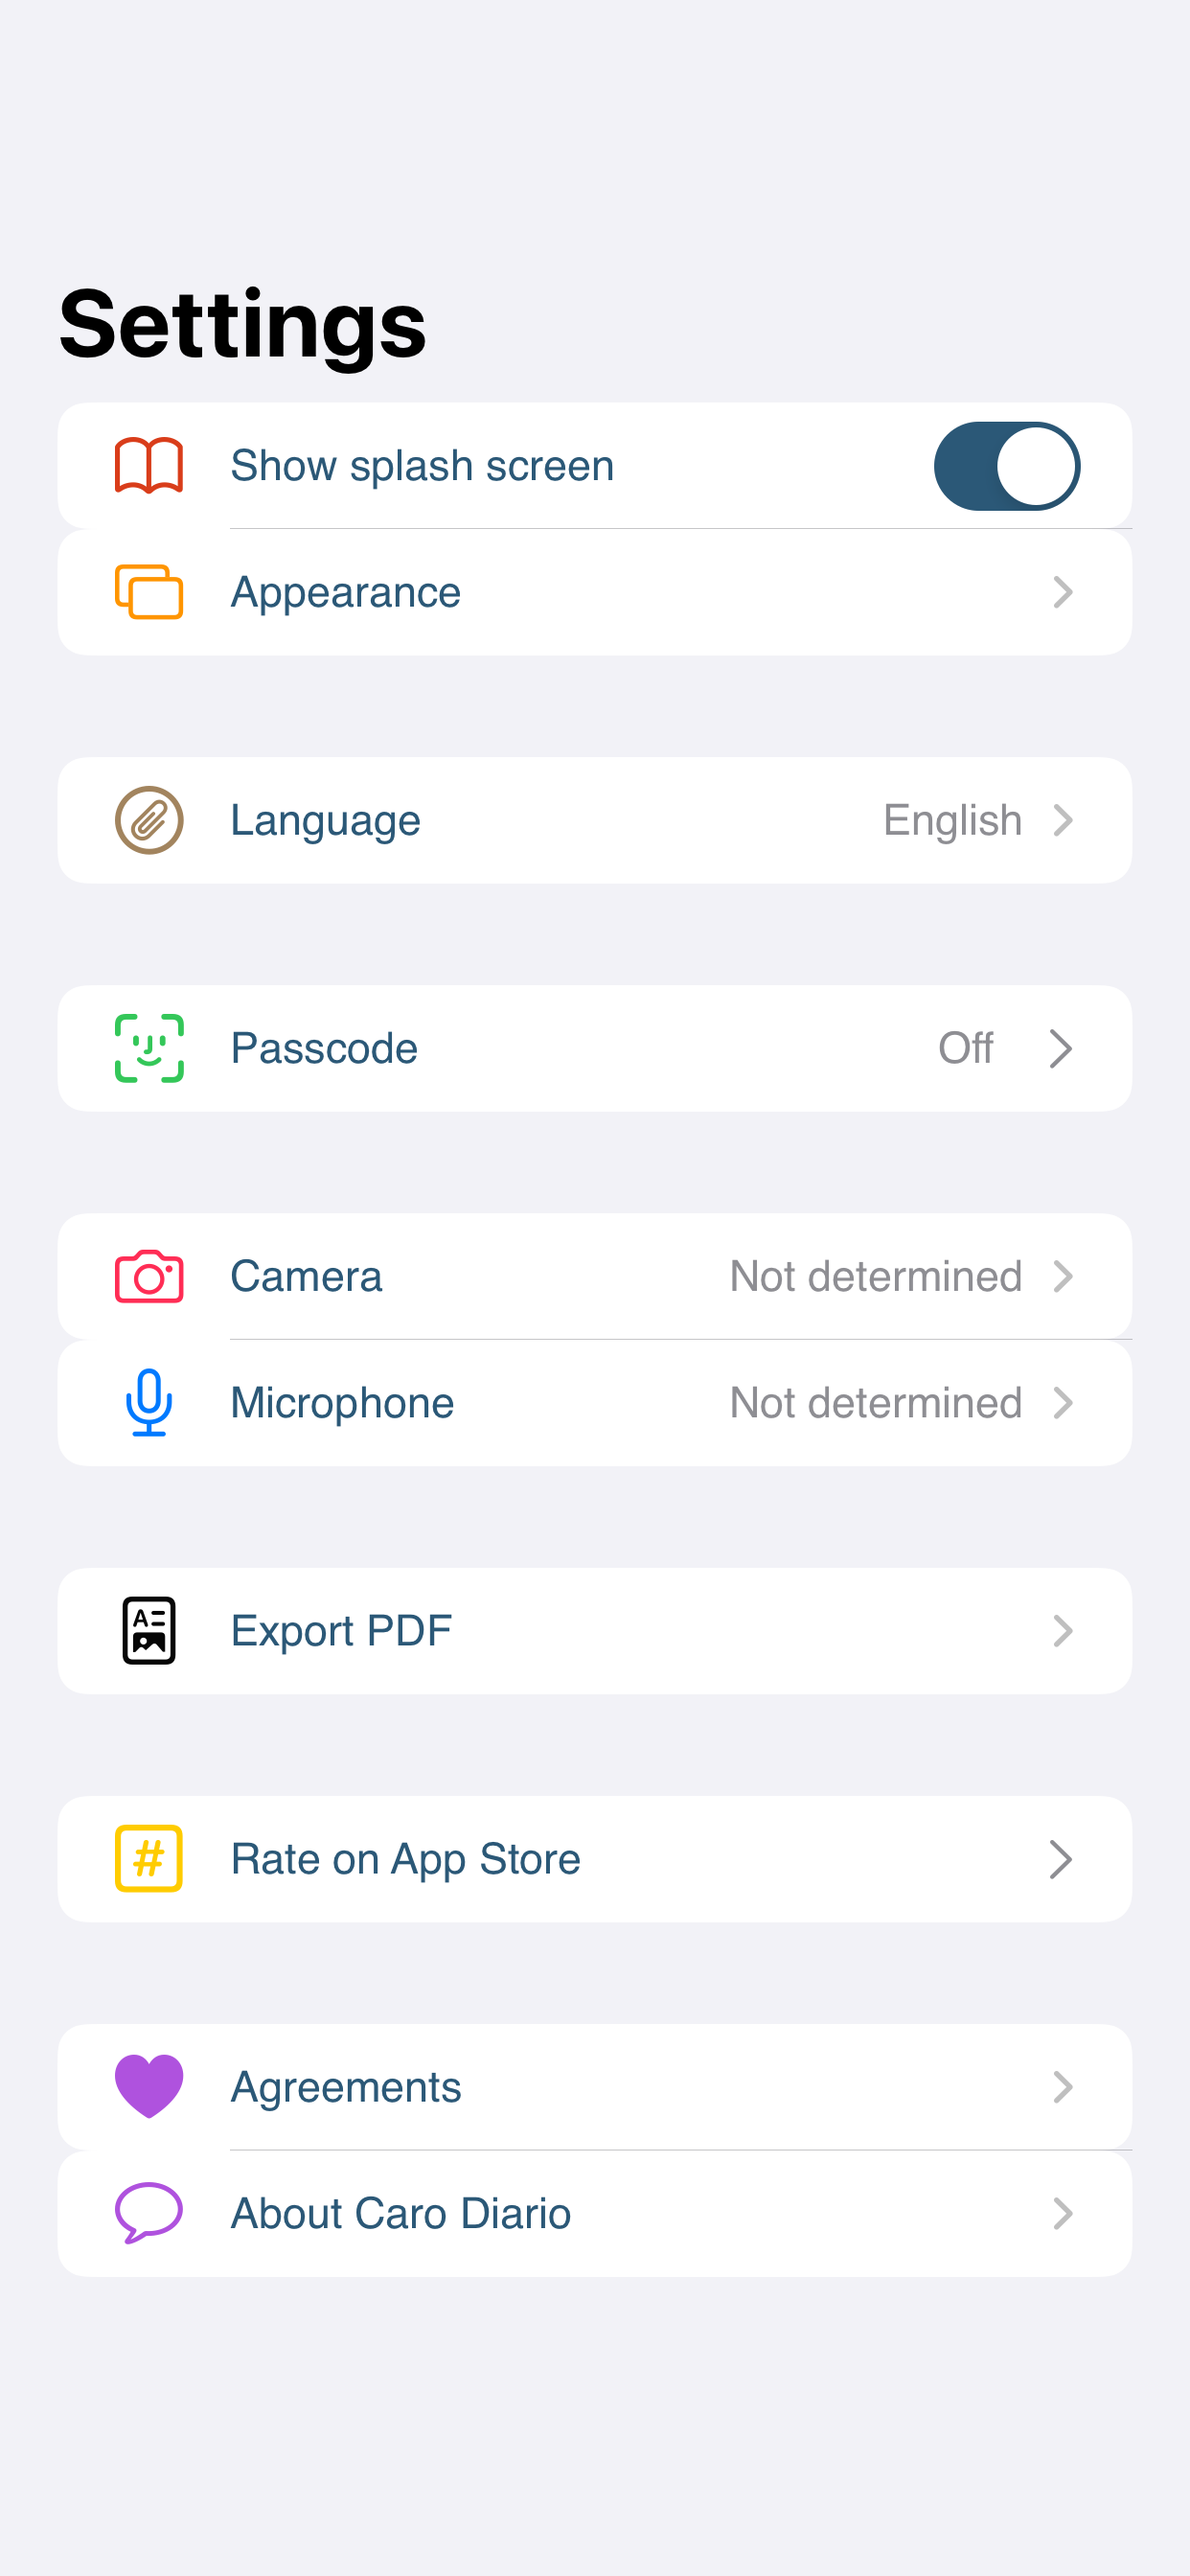 Settings
Show splash screen
Appearance
Language English
Passcode Off
Camera Not determined
Microphone Not determined
Export PDF
Rate on App Store
Agreements
About Caro Diario